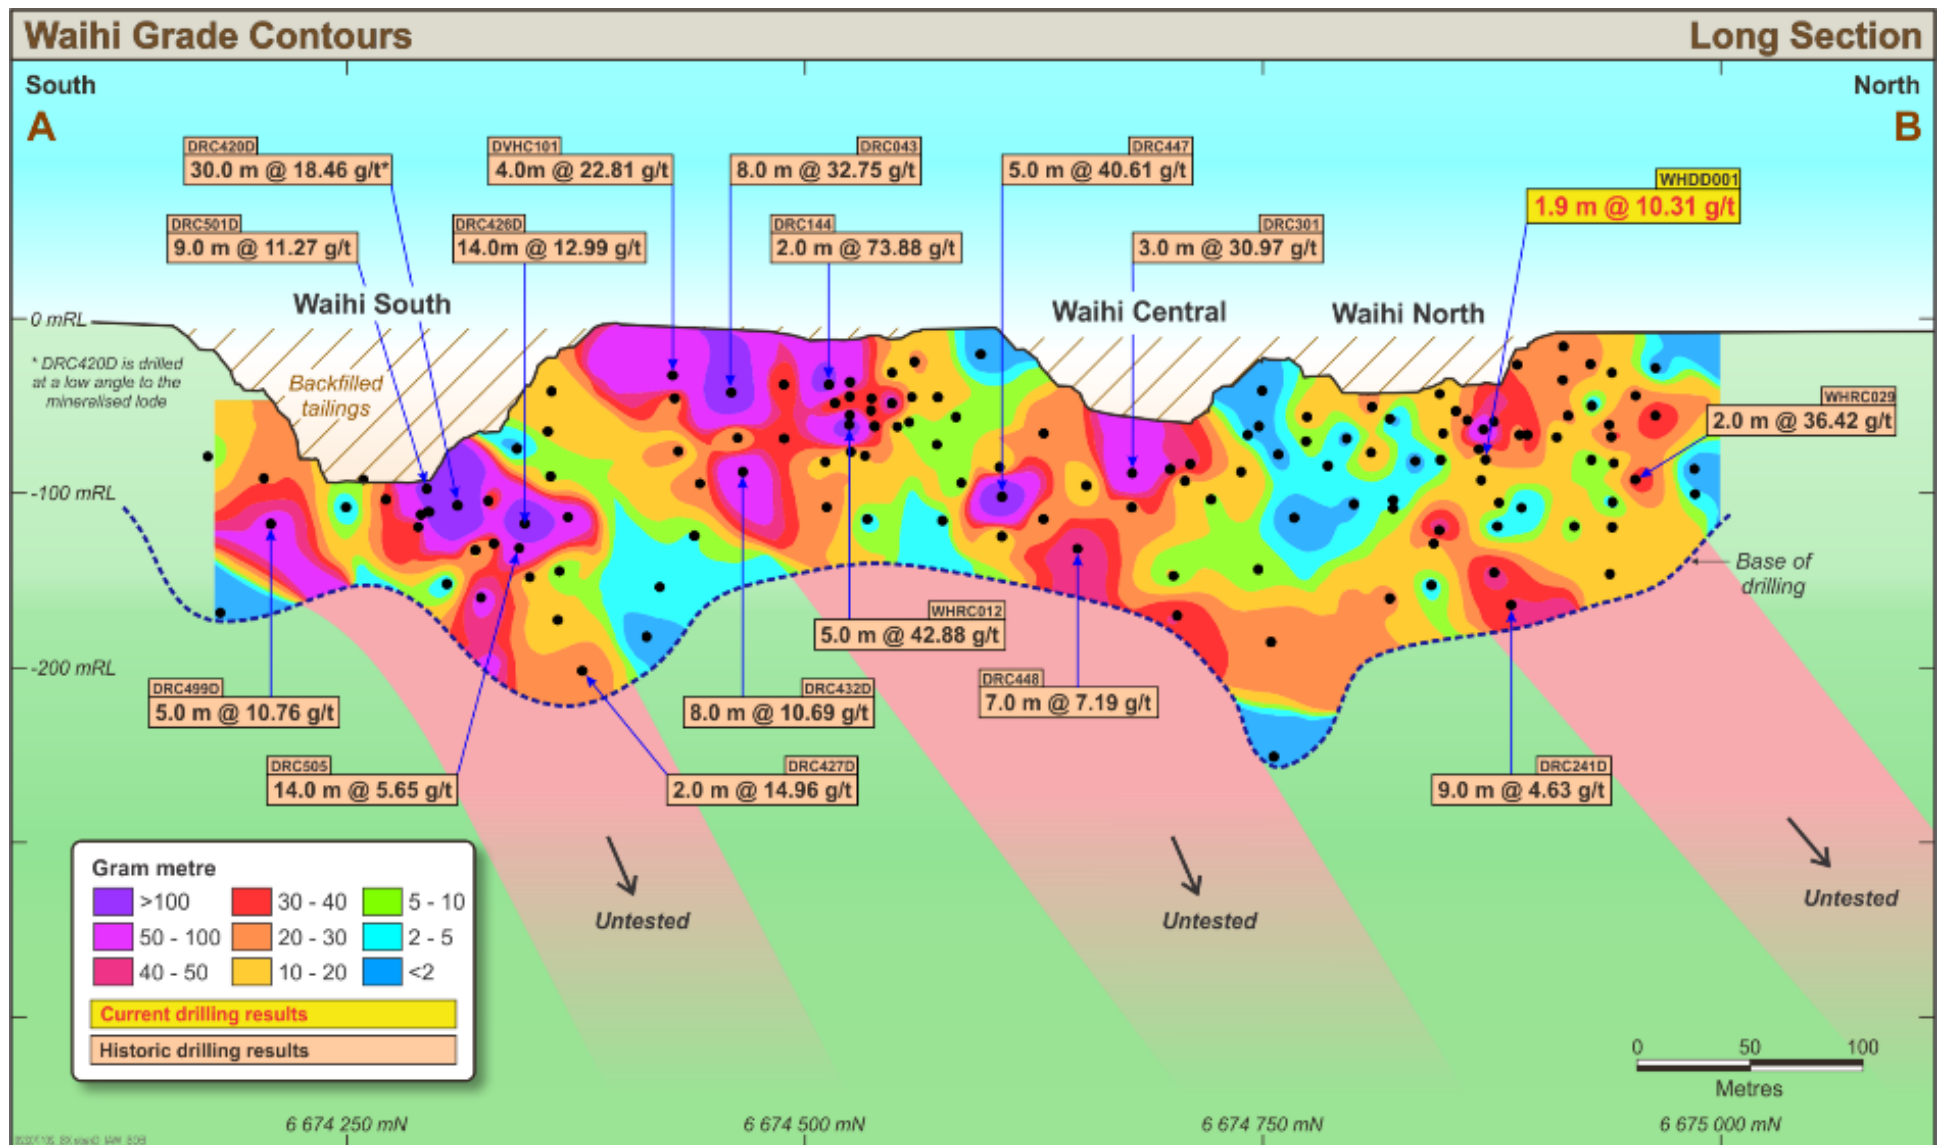 Waihi Grade Contours
Long Section
South
North
A
B
DRC420D
30.0 m @ 18.46 g/t*
DVHC101
4.0m @ 22.81 g/t
DRC043
8.0 m @ 32.75 g/t
DRC447
5.0 m @ 40.61 g/t
WHDD001
1.9 m @ 10.31 g/t
DRC501D
9.0 m @ 11.27 g/t
DRC426D
14.0m @ 12.99 g/t
DRC144
2.0 m @ 73.88 g/t
DRC301
3.0 m @ 30.97 g/t
Waihi South
Waihi Central
Waihi North
0 mRL
* DRC420D is drilled
at a low angle to the
mineralised lode
Backfilled
tailings
WHRC029
2.0 m @ 36.42 g/t
-100 mRL
Base of
drilling
WHRC012
5.0 m @ 42.88 g/t
-200 mRL
DRC499D
5.0 m @ 10.76 g/t
DRC432D
8.0 m @ 10.69 g/t
DRC448
7.0 m @ 7.19 g/t
DRC505
14.0 m @ 5.65 g/t
DRC427D
2.0 m @ 14.96 g/t
DRC241D
9.0 m @ 4.63 g/t
Untested
Untested
Untested
Gram metre
>100
30 - 40
5 - 10
50 - 100
20 - 30
2 - 5
40 - 50
10 - 20
<2
Current drilling results
Historic drilling results
0 50 100
Metres
6 674 250 mN
6 674 500 mN
6 674 750 mN
6 675 000 mN